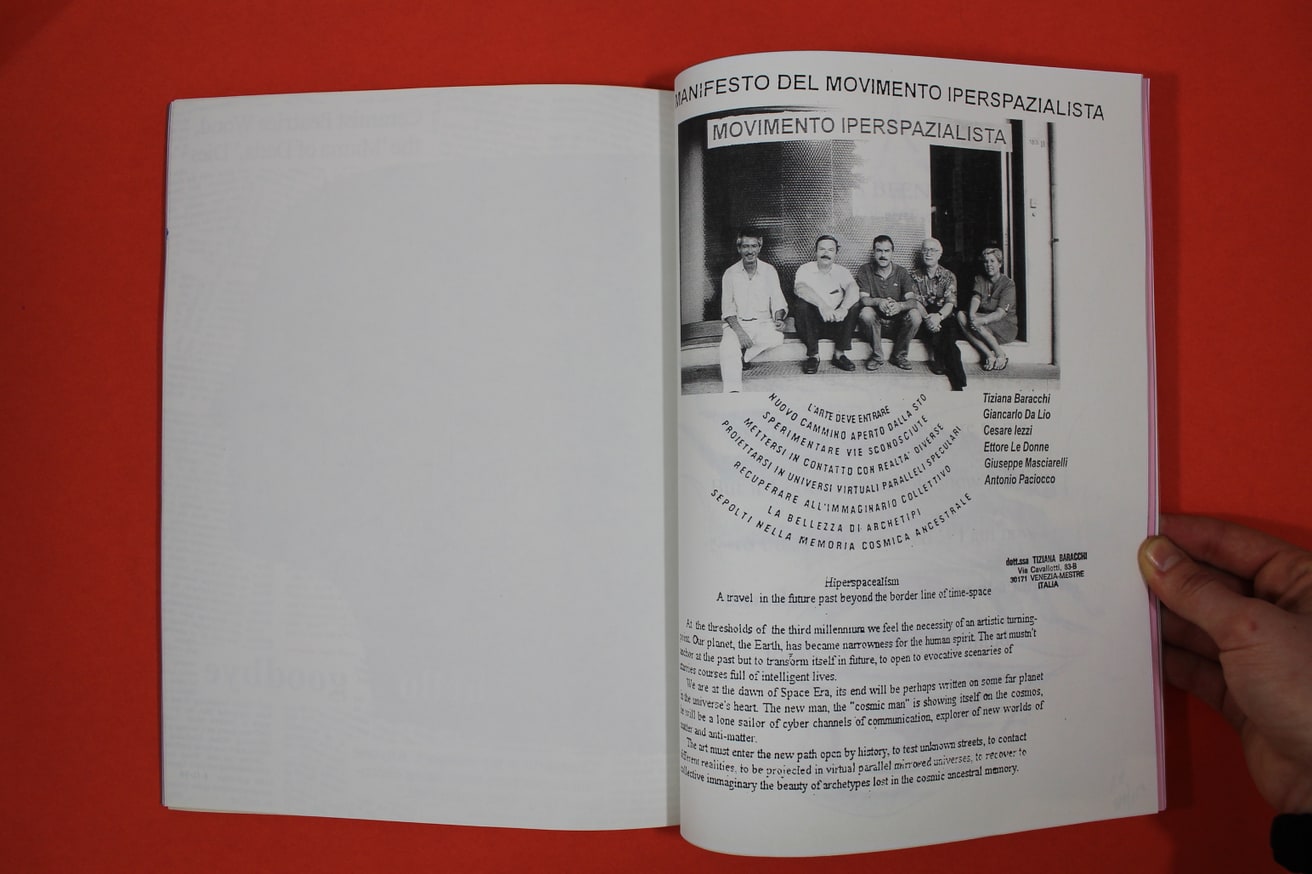 MANIFESTO DEL MOVIMENTO IPERSPAZIALISTA
MOVIMENTO IPERSPAZIALISTA
L'ARTE DEVE ENTRARE
NUOVO CAMMINO APERTO DALLA STO
SPERIMENTARE VIE SCONOSCIUTE
METTERSI IN CONTATTO CON REALTA' DIVERSE
PROIETTARSI IN UNIVERSI VIRTUALI PARALLELI SPECULARI
RECUPERARE ALL'IMMAGINARIO COLLETTIVO
LA BELLEZZA DI ARCHETIPI
SEPOLTI NELLA MEMORIA COSMICA ANCESTRALE
Tiziana Baracchi
Giancarlo Da Lio
Cesare Iezzi
Ettore Le Donne
Giuseppe Masciarelli
Antonio Paciocco
dott.ssa TIZIANA BARACCHI
Via Cavallotti, 83-B
30171 VENEZIA-MESTRE
ITALIA
Hiperspacealism
A travel in the future past beyond the border line of time-space
At the thresholds of the third millennium we feel the necessity of an artistic turning-
point. Our planet, the Earth, has became narrowness for the human spirit. The art mustn't
anchor at the past but to transform itself in future, to open to evocative scenarios of
courses full of intelligent lives.
We are at the dawn of Space Era, its end will be perhaps written on some far planet
the universe's heart. The new man, the "cosmic man" is showing itself on the cosmos,
he will be a lone sailor of cyber channels of communication, explorer of new worlds of
matter and anti-matter.
The art must enter the new path open by history, to test unknown streets, to contact
different realities, to be projected in virtual parallel mirrored universes, to recover to
collective immaginary the beauty of archetypes lost in the cosmic ancestral memory.
goodbye